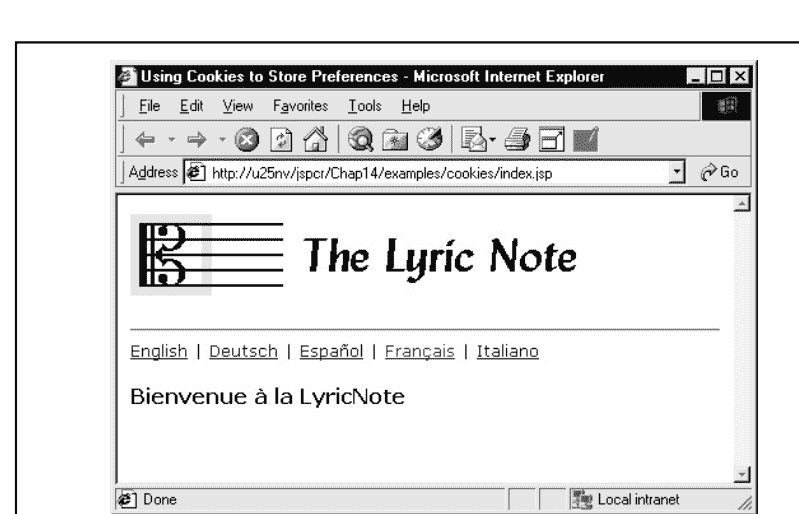 Using Cookies to Store Preferences - Microsoft Internet Explorer
File Edit View Favorites Tools Help
Address http://u25nv/jspcr/Chap14/examples/cookies/index.jsp Go
The Lyric Note
English | Deutsch | Español | Français | Italiano
Bienvenue à la LyricNote
Done Local intranet